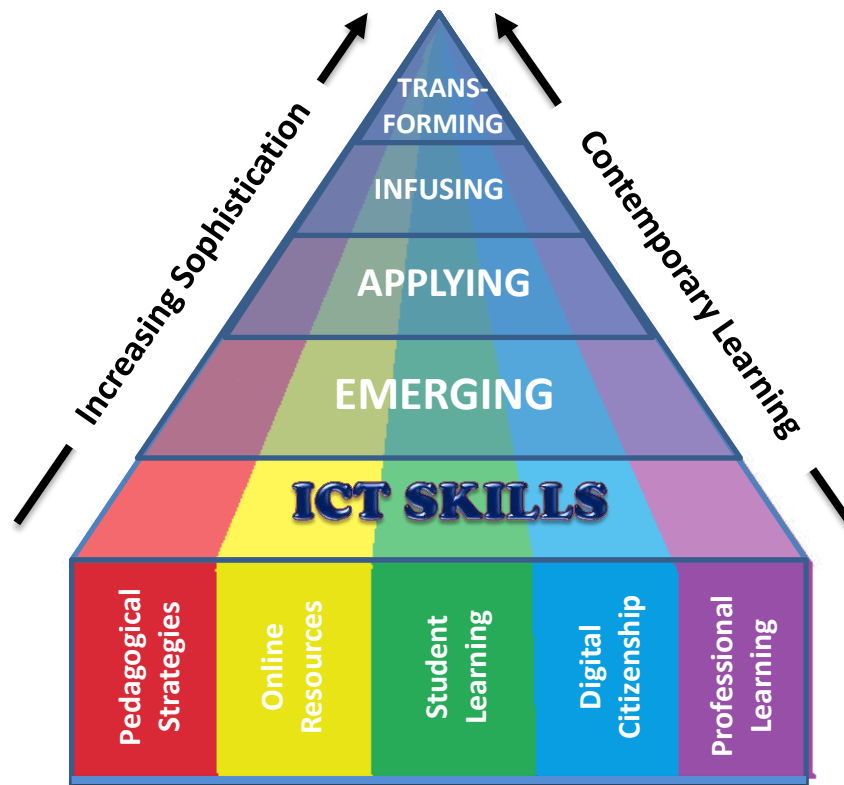 TRANS-
FORMING
INFUSING
APPLYING
EMERGING
ICT SKILLS
Increasing Sophistication
Contemporary Learning
Pedagogical
Strategies
Online
Resources
Student
Learning
Digital
Citizenship
Professional
Learning